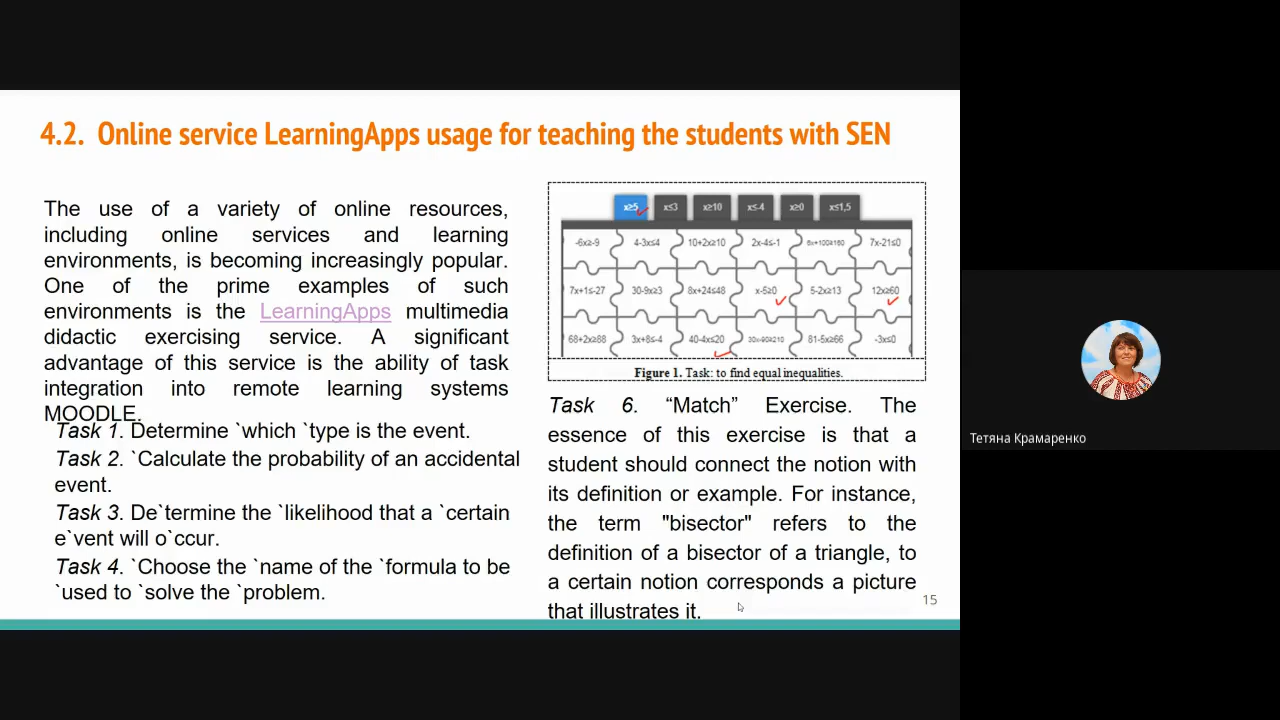 4.2. Online service LearningApps usage for teaching the students with SEN
The use of a variety of online resources,
including online services and learning
environments, is becoming increasingly popular.
One of the prime examples of such
environments is the LearningApps multimedia
didactic exercising service. A significant
advantage of this service is the ability of task
integration into remote learning systems
MOODLE.
Task 1. Determine `which `type is the event.
Task 2. `Calculate the probability of an accidental
event.
Task 3. De`termine the `likelihood that a `certain
e`vent will o`ccur.
Task 4. `Choose the `name of the `formula to be
`used to `solve the `problem.
x≥5 x≤3 x≥10 x≤-4 x≥0 x≤1,5
-6x≥-9 4-3x≤4 10+2x≥10 2x-4≤-1 6x+100≥160 7x-21≤0
7x+1≤-27 30-9x≥3 8x+24≤48 x-5≥0 5-2x≥13 12x≥60
68+2x≥88 3x+8≤-4 40-4x≤20 30x-90≥210 81-5x≥66 -3x≤0
Figure 1. Task: to find equal inequalities.
Task 6. “Match” Exercise. The
essence of this exercise is that a
student should connect the notion with
its definition or example. For instance,
the term "bisector" refers to the
definition of a bisector of a triangle, to
a certain notion corresponds a picture
that illustrates it.
15
Тетяна Крамаренко